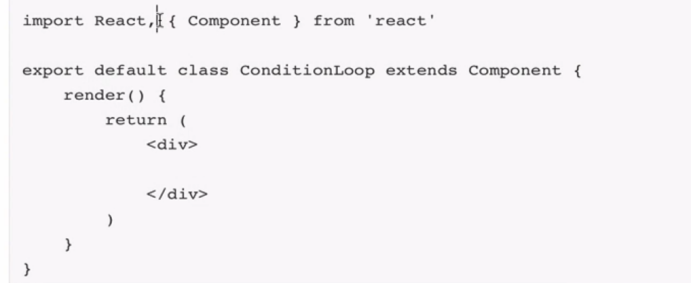 import React, { Component } from 'react'
export default class ConditionLoop extends Component {
render() {
return (
<div>
</div>
)
}
}